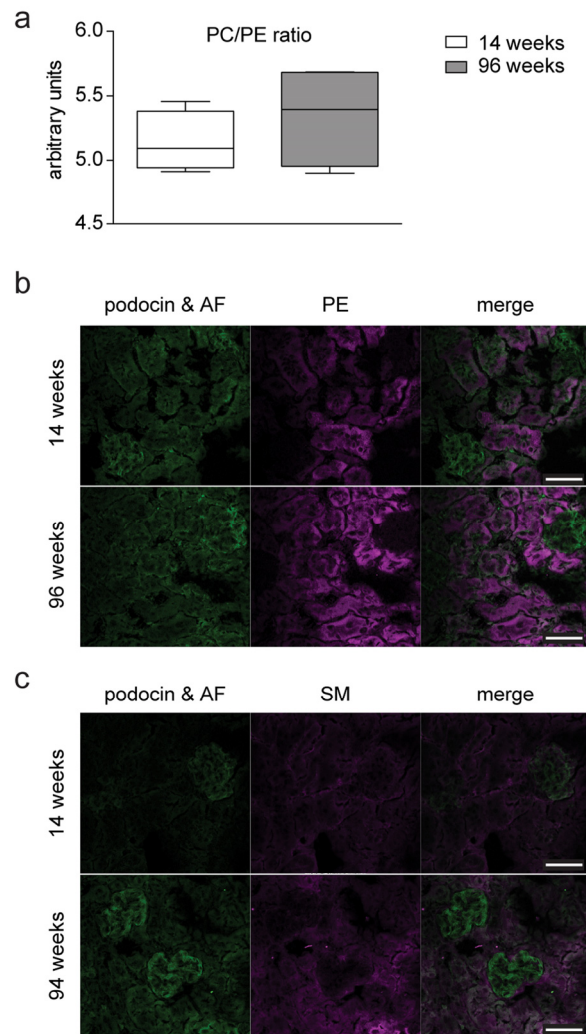 a
PC/PE ratio
14 weeks
96 weeks
arbitrary units
6.0
5.5
5.0
4.5
b
podocin & AF PE merge
14 weeks
96 weeks
c
podocin & AF SM merge
14 weeks
94 weeks